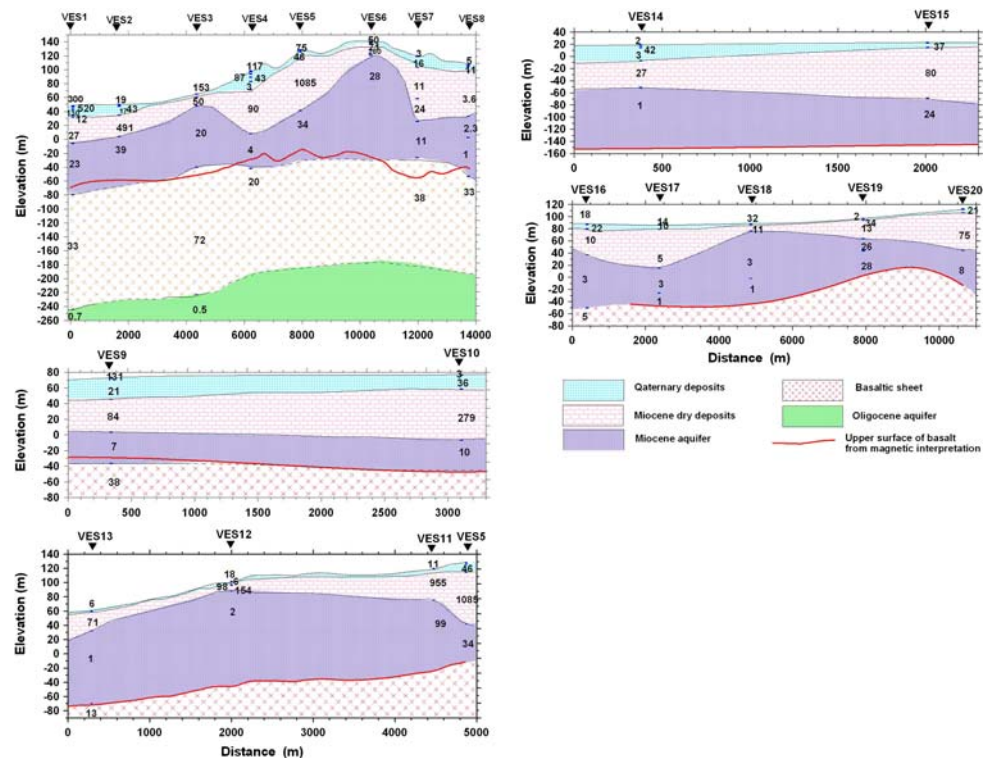 VES1 VES2 VES3 VES4 VES5 VES6 VES7 VES8
Elevation (m)
140
120
100
80
60
40
20
0
-20
-40
-60
-80
-100
-120
-140
-160
-180
-200
-220
-240
-260
300 520 12 27 23 33 0.7
19 43 491 39
153 50 20 72 0.5
117 87 43 3 90 4 20
75 46 1085 34
50 28
3 16 11 24 11 38
5 11 3.6 2.3 1 33
0 2000 4000 6000 8000 10000 12000 14000
VES9 VES10
Elevation (m)
80
60
40
20
0
-20
-40
-60
-80
131 21 84 7 38
3 36 279 10
0 500 1000 1500 2000 2500 3000
VES13 VES12 VES11 VES5
Elevation (m)
140
120
100
80
60
40
20
0
-20
-40
-60
-80
6 71 1 13
18 6 98 154 2
11 955 99
46 1085 34
0 1000 2000 3000 4000 5000
Distance (m)
VES14 VES15
Elevation (m)
40
20
0
-20
-40
-60
-80
-100
-120
-140
-160
2 42 3 27 1
37 80 24
0 500 1000 1500 2000
VES16 VES17 VES18 VES19 VES20
Elevation (m)
120
100
80
60
40
20
0
-20
-40
-60
-80
18 22 10 3 5
14 10 5 3 1
32 11 3 1
2 34 13 26 28
21 75 8
0 2000 4000 6000 8000 10000
Distance (m)
Quaternary deposits
Miocene dry deposits
Miocene aquifer
Basaltic sheet
Oligocene aquifer
Upper surface of basalt
from magnetic interpretation